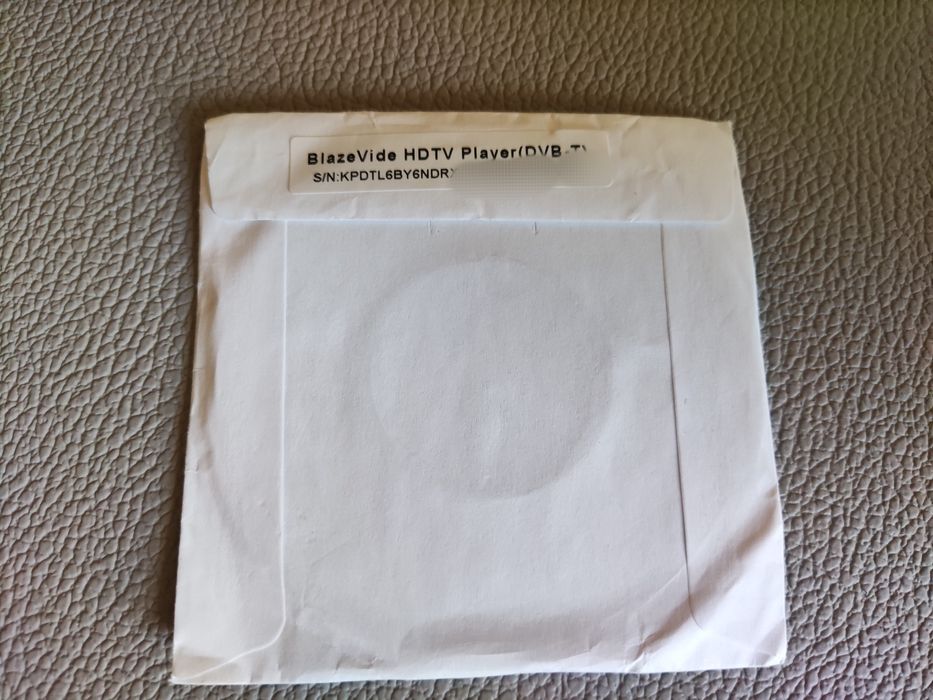 BlazeVide HDTV Player(DVB-T)
S/N:KPDTL6BY6NDR